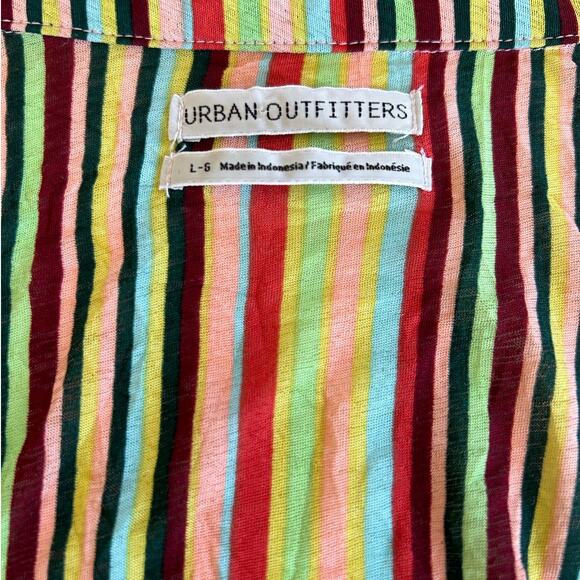 URBAN OUTFITTERS
L-G Made in Indonesia / Fabriqué en Indonésie